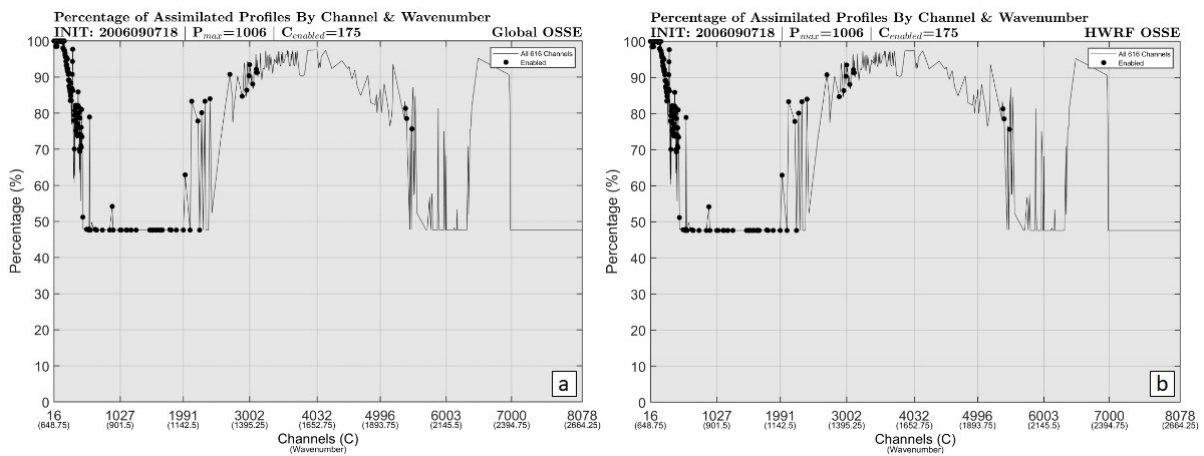 Percentage of Assimilated Profiles By Channel & Wavenumber
INIT: 2006090718 | Pmax=1006 | Cenabled=175 Global OSSE
All 616 Channels
Enabled
Percentage (%)
100
90
80
70
60
50
40
30
20
10
0
a
16 1027 1991 3002 4032 4996 6003 7000 8078
(648.75) (901.5) (1142.5) (1395.25) (1652.75) (1893.75) (2145.5) (2394.75) (2664.25)
Channels (C)
(Wavenumber)
Percentage of Assimilated Profiles By Channel & Wavenumber
INIT: 2006090718 | Pmax=1006 | Cenabled=175 HWRF OSSE
All 616 Channels
Enabled
Percentage (%)
100
90
80
70
60
50
40
30
20
10
0
b
16 1027 1991 3002 4032 4996 6003 7000 8078
(648.75) (901.5) (1142.5) (1395.25) (1652.75) (1893.75) (2145.5) (2394.75) (2664.25)
Channels (C)
(Wavenumber)